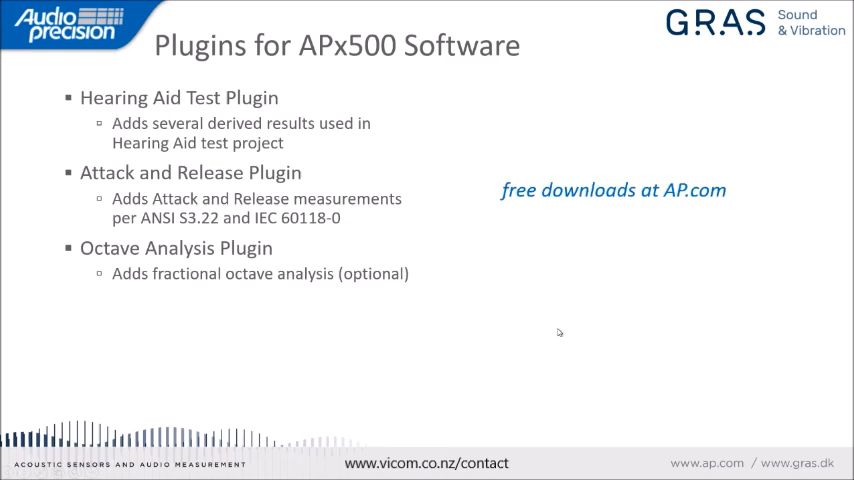 Audio
precision
GRAS Sound
& Vibration
Plugins for APx500 Software
Hearing Aid Test Plugin
Adds several derived results used in
Hearing Aid test project
Attack and Release Plugin
Adds Attack and Release measurements
per ANSI S3.22 and IEC 60118-0
Octave Analysis Plugin
Adds fractional octave analysis (optional)
free downloads at AP.com
ACOUSTIC SENSORS AND AUDIO MEASUREMENT
www.vicom.co.nz/contact
www.ap.com / www.gras.dk